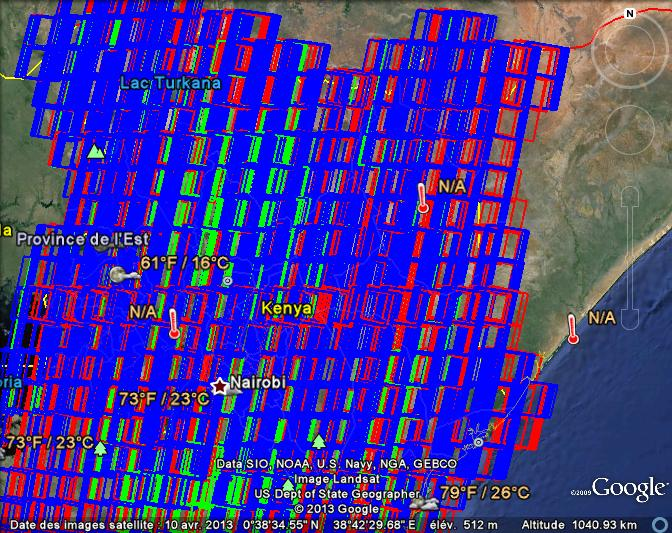 N
Lac Turkana
N/A
la
Province de l'Est
61°F / 16°C
N/A
Kenya
N/A
oria
Nairobi
73°F / 23°C
73°F / 23°C
Data SIO, NOAA, U.S. Navy, NGA, GEBCO
Image Landsat
US Dept of State Geographer
© 2013 Google
79°F / 26°C
©2009 Google
Date des images satellite : 10 avr. 2013 0°38'34.55" N 38°42'29.68" E élév. 512 m Altitude 1040.93 km